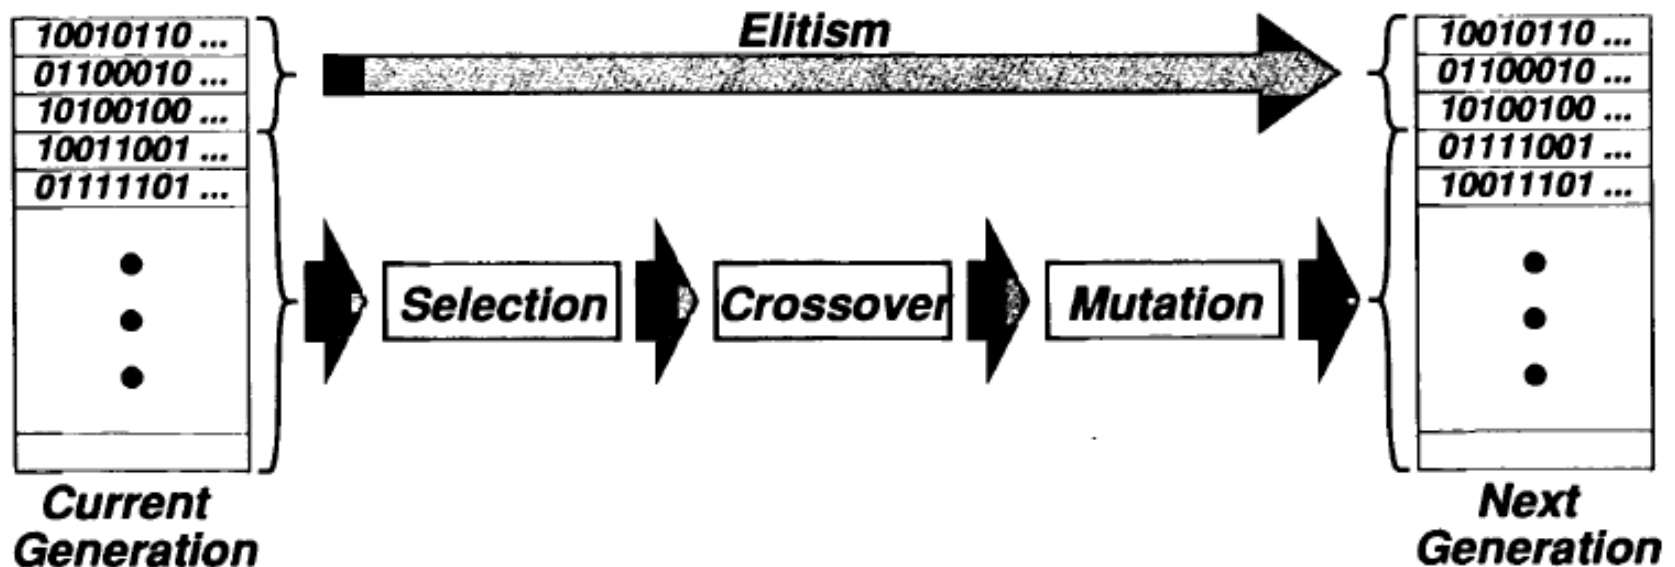 10010110 ...
01100010 ...
10100100 ...
10011001 ...
01111101 ...
Current
Generation
Elitism
Selection
Crossover
Mutation
10010110 ...
01100010 ...
10100100 ...
01111001 ...
10011101 ...
Next
Generation